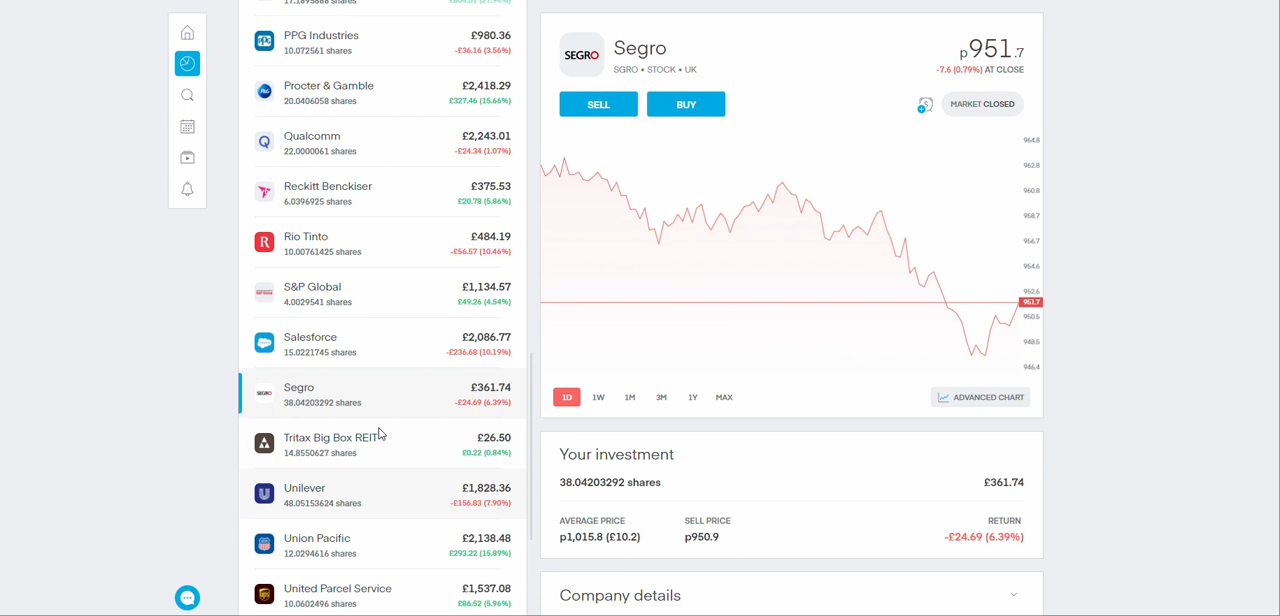 17.1895888 shares
PPG Industries £980.36
10.072561 shares -£36.16 (3.56%)
Procter & Gamble £2,418.29
20.0406058 shares £327.46 (15.66%)
Qualcomm £2,243.01
22.0000061 shares -£24.34 (1.07%)
Reckitt Benckiser £375.53
6.0396925 shares £20.78 (5.86%)
Rio Tinto £484.19
10.00761425 shares -£56.57 (10.46%)
S&P Global £1,134.57
4.0029541 shares £49.26 (4.54%)
Salesforce £2,086.77
15.0221745 shares -£236.68 (10.19%)
SEGRO
Segro £361.74
38.04203292 shares -£24.69 (6.39%)
Tritax Big Box REIT £26.50
14.8550627 shares £0.22 (0.84%)
Unilever £1,828.36
48.05153624 shares -£156.83 (7.90%)
Union Pacific £2,138.48
12.0294616 shares £293.22 (15.89%)
United Parcel Service £1,537.08
10.0602496 shares £86.52 (5.96%)
SEGRO
Segro p951.7
SGRO • STOCK • UK -7.6 (0.79%) AT CLOSE
SELL BUY MARKET CLOSED
964.8
962.8
960.8
958.7
956.7
954.6
952.6
951.7
950.5
948.5
946.4
1D 1W 1M 3M 1Y MAX ADVANCED CHART
Your investment
38.04203292 shares £361.74
AVERAGE PRICE SELL PRICE RETURN
p1,015.8 (£10.2) p950.9 -£24.69 (6.39%)
Company details